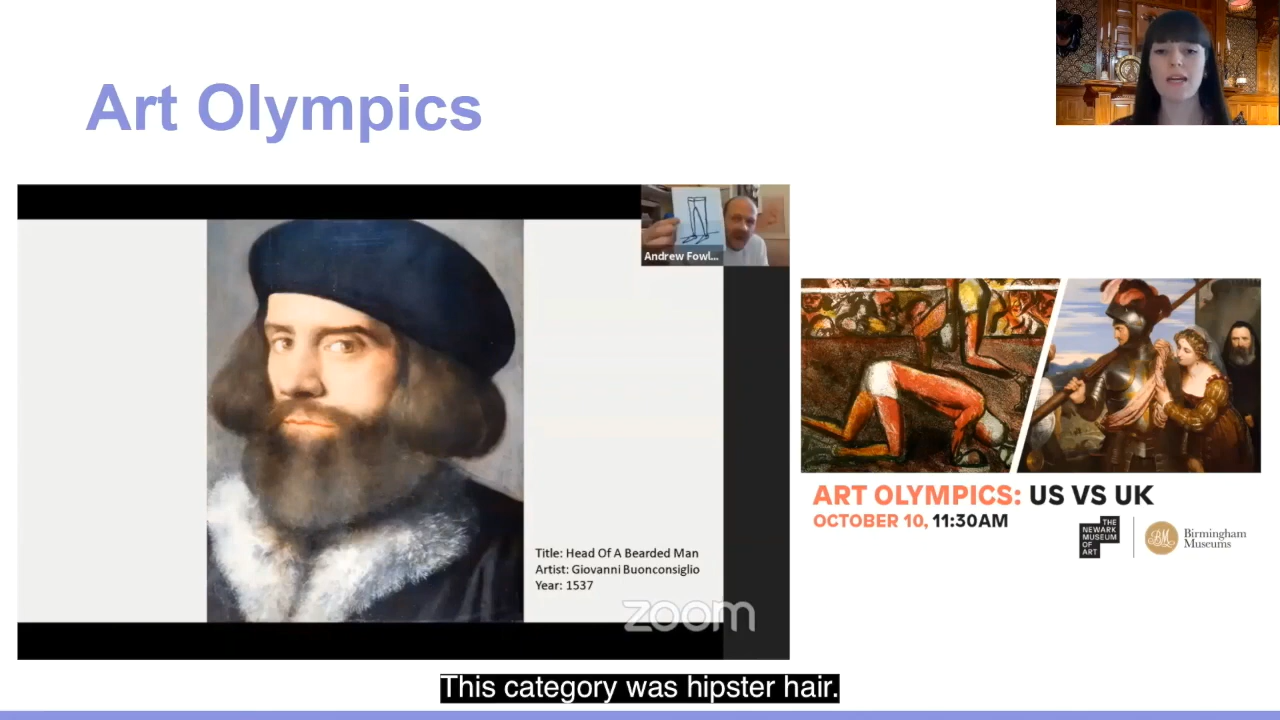 Art Olympics
Andrew Fowl...
Title: Head Of A Bearded Man
Artist: Giovanni Buonconsiglio
Year: 1537
zoom
ART OLYMPICS: US VS UK
OCTOBER 10, 11:30AM
THE
NEWARK
MUSEUM
OF
ART
BM
Birmingham
Museums
This category was hipster hair.